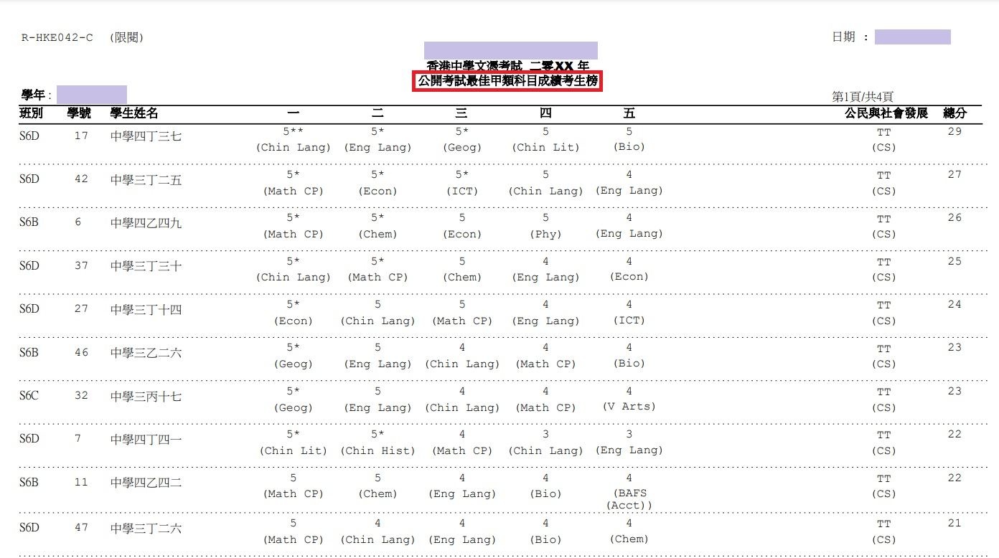 R-HKE042-C (限閱) 日期 :
香港中學文憑考試 二零XX 年
公開考試最佳甲類科目成績考生榜
學年 : 第1頁/共4頁
班別 學號 學生姓名 一 二 三 四 五 公民與社會發展 總分
S6D 17 中學四丁三七 5** 5* 5* 5 5 TT 29
(Chin Lang) (Eng Lang) (Geog) (Chin Lit) (Bio) (CS)
S6D 42 中學三丁二五 5* 5* 5* 5 4 TT 27
(Math CP) (Econ) (ICT) (Chin Lang) (Eng Lang) (CS)
S6B 6 中學四乙四九 5* 5* 5 5 4 TT 26
(Math CP) (Chem) (Econ) (Phy) (Eng Lang) (CS)
S6D 37 中學三丁三十 5* 5* 5 4 4 TT 25
(Chin Lang) (Math CP) (Chem) (Eng Lang) (Econ) (CS)
S6D 27 中學三丁十四 5* 5 5 4 4 TT 24
(Econ) (Chin Lang) (Math CP) (Eng Lang) (ICT) (CS)
S6B 46 中學三乙二六 5* 5 4 4 4 TT 23
(Geog) (Eng Lang) (Chin Lang) (Math CP) (Bio) (CS)
S6C 32 中學三丙十七 5* 5 4 4 4 TT 23
(Geog) (Eng Lang) (Chin Lang) (Math CP) (V Arts) (CS)
S6D 7 中學四丁四一 5* 5* 4 3 3 TT 22
(Chin Lit) (Chin Hist) (Math CP) (Chin Lang) (Eng Lang) (CS)
S6B 11 中學四乙四二 5 5 4 4 4 TT 22
(Math CP) (Chem) (Eng Lang) (Bio) (BAFS (CS)
(Acct))
S6D 47 中學三丁二六 5 4 4 4 4 TT 21
(Math CP) (Chin Lang) (Eng Lang) (Bio) (Chem) (CS)